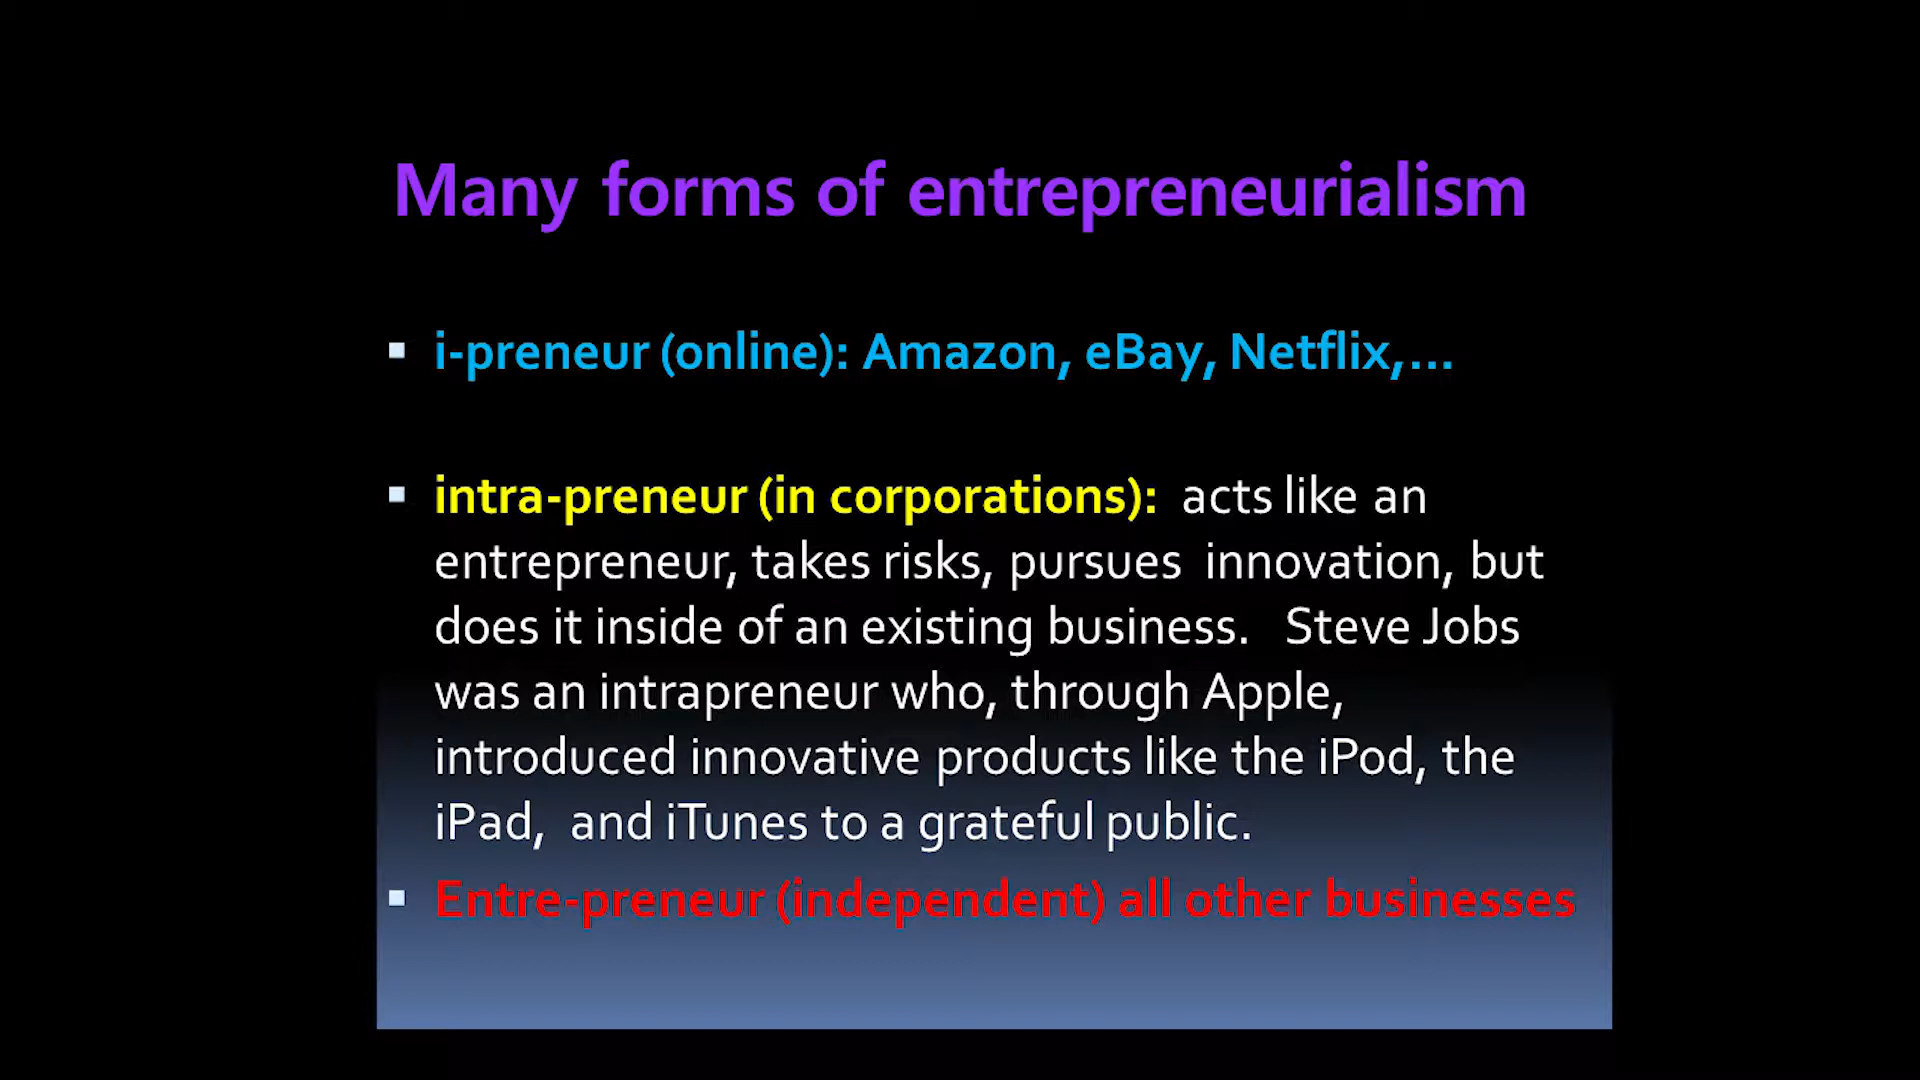 Many forms of entrepreneurialism
i-preneur (online): Amazon, eBay, Netflix,...
intra-preneur (in corporations): acts like an
entrepreneur, takes risks, pursues innovation, but
does it inside of an existing business. Steve Jobs
was an intrapreneur who, through Apple,
introduced innovative products like the iPod, the
iPad, and iTunes to a grateful public.
Entre-preneur (independent) all other businesses